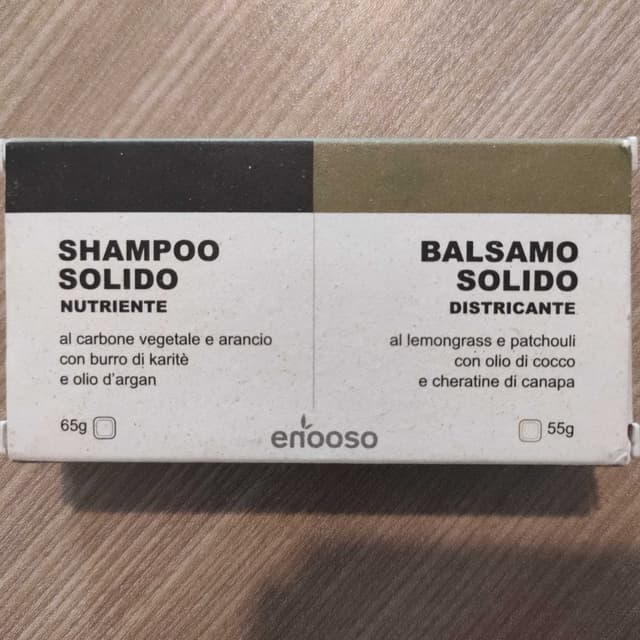 SHAMPOO
SOLIDO
NUTRIENTE
al carbone vegetale e arancio
con burro di karitè
e olio d'argan
65g
BALSAMO
SOLIDO
DISTRICANTE
al lemongrass e patchouli
con olio di cocco
e cheratine di canapa
55g
enooso